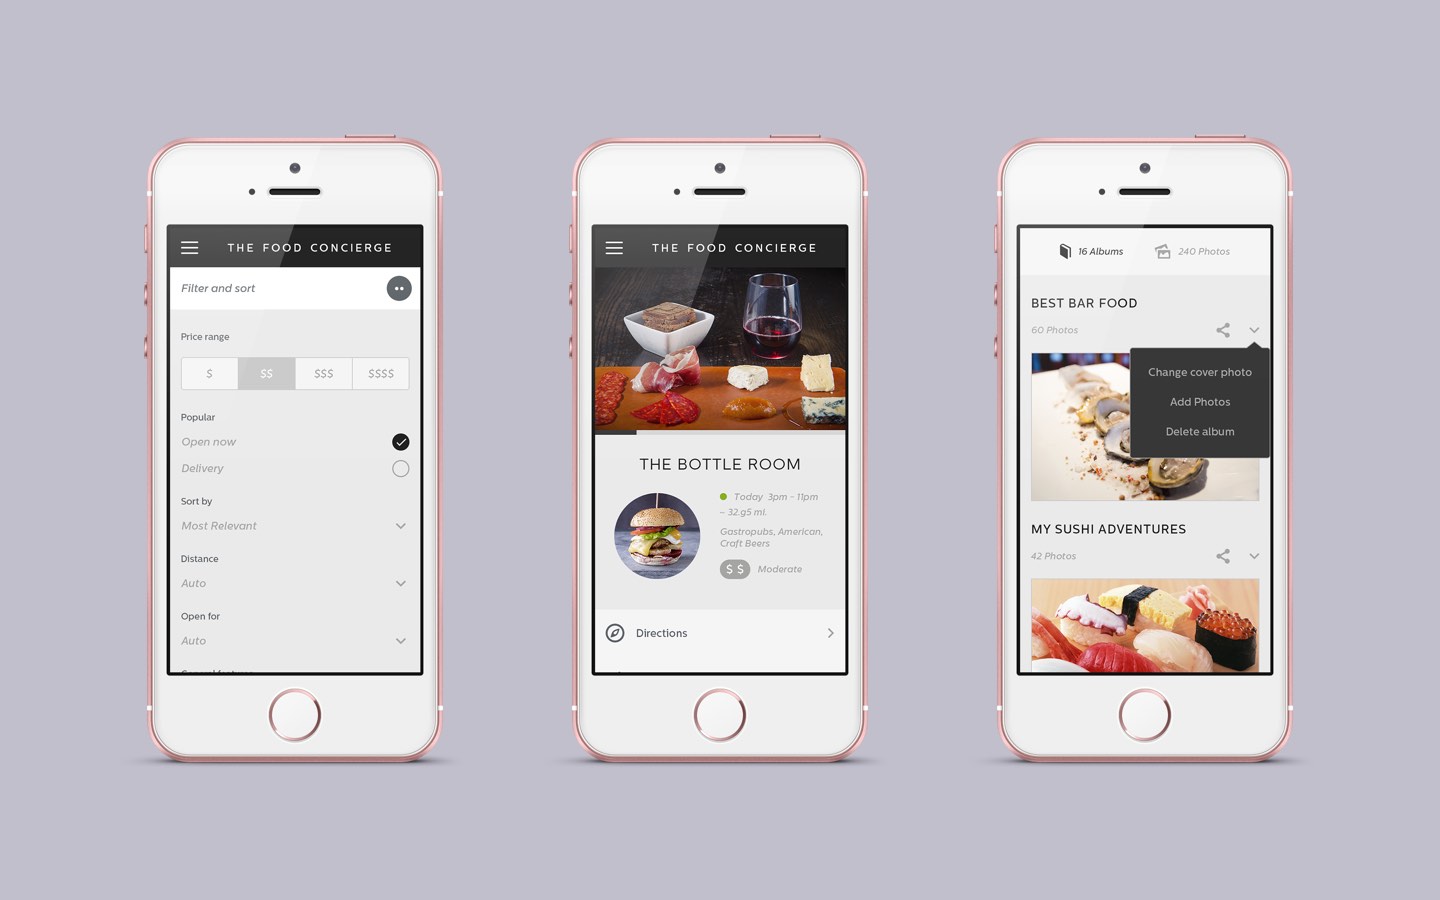 THE FOOD CONCIERGE
Filter and sort
Price range
$ $$ $$$ $$$$
Popular
Open now
Delivery
Sort by
Most Relevant
Distance
Auto
Open for
Auto
THE FOOD CONCIERGE
THE BOTTLE ROOM
Today 3pm - 11pm
- 32.g5 ml.
Gastropubs, American,
Craft Beers
$ $ Moderate
Directions
16 Albums 240 Photos
BEST BAR FOOD
60 Photos
Change cover photo
Add Photos
Delete album
MY SUSHI ADVENTURES
42 Photos